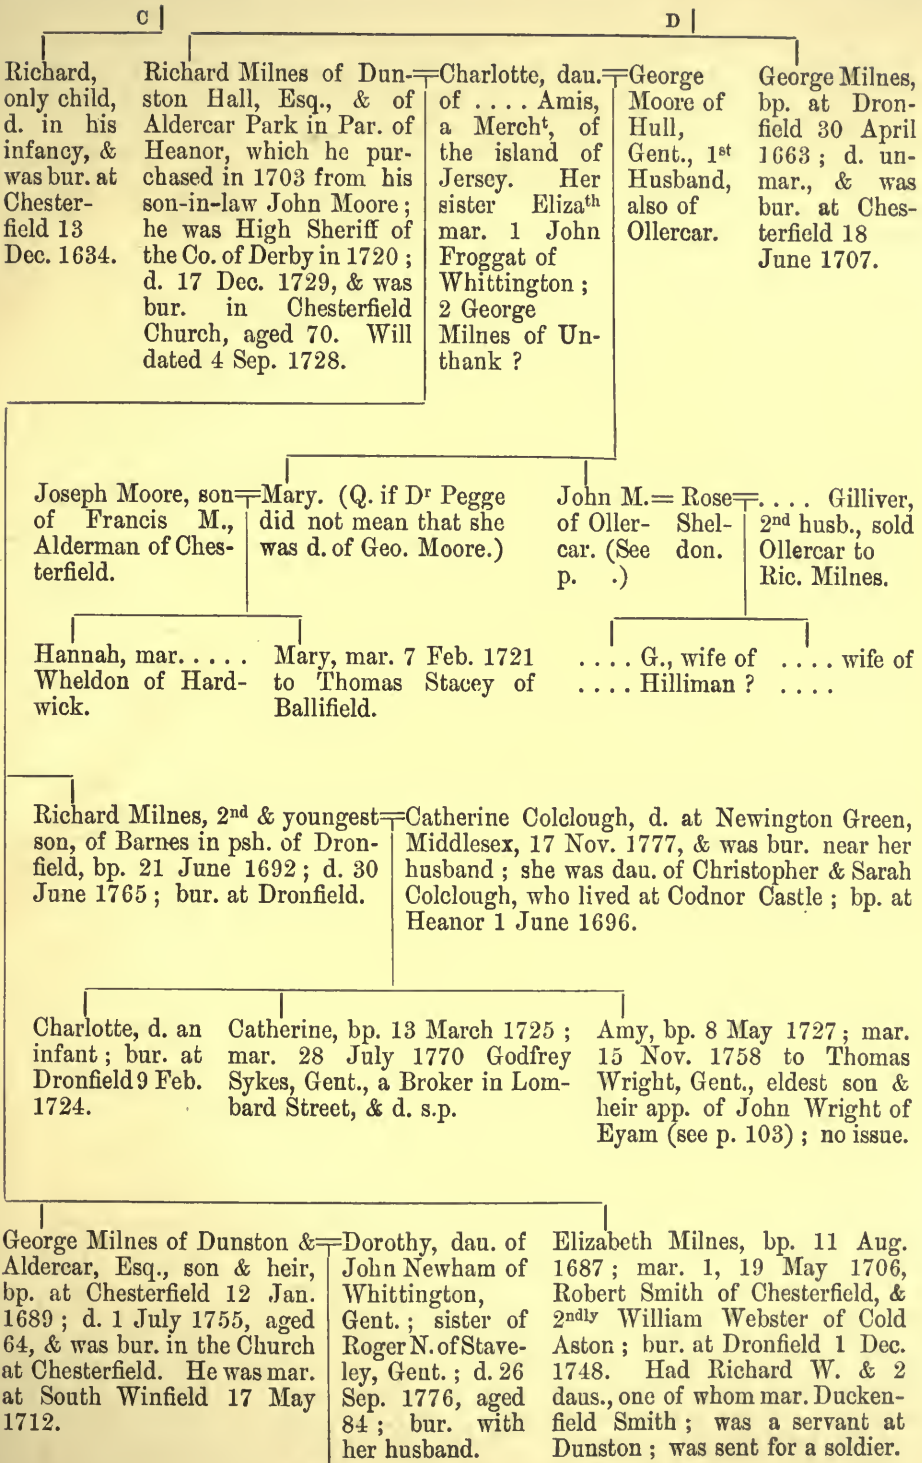 C
D
Richard,
only child,
d. in his
infancy, &
was bur. at
Chester-
field 13
Dec. 1634.
Richard Milnes of Dun-
ston Hall, Esq., & of
Aldercar Park in Par. of
Heanor, which he pur-
chased in 1703 from his
son-in-law John Moore;
he was High Sheriff of
the Co. of Derby in 1720;
d. 17 Dec. 1729, & was
bur. in Chesterfield
Church, aged 70. Will
dated 4 Sep. 1728.
Charlotte, dau.
of .... Amis,
a Mercht, of
the island of
Jersey. Her
sister Elizath
mar. 1 John
Froggat of
Whittington;
2 George
Milnes of Un-
thank ?
George
Moore of
Hull,
Gent., 1st
Husband,
also of
Ollercar.
George Milnes,
bp. at Dron-
field 30 April
1663; d. un-
mar., & was
bur. at Ches-
terfield 18
June 1707.
Joseph Moore, son
of Francis M.,
Alderman of Ches-
terfield.
Mary. (Q. if Dr Pegge
did not mean that she
was d. of Geo. Moore.)
John M.=
of Oller-
car. (See
p. .)
Rose
Shel-
don.
.... Gilliver,
2nd husb., sold
Ollercar to
Ric. Milnes.
Hannah, mar.....
Wheldon of Hard-
wick.
Mary, mar. 7 Feb. 1721
to Thomas Stacey of
Ballifield.
.... G., wife of
.... Hilliman ?
.... wife of
....
Richard Milnes, 2nd & youngest
son, of Barnes in psh. of Dron-
field, bp. 21 June 1692; d. 30
June 1765; bur. at Dronfield.
Catherine Colclough, d. at Newington Green,
Middlesex, 17 Nov. 1777, & was bur. near her
husband; she was dau. of Christopher & Sarah
Colclough, who lived at Codnor Castle; bp. at
Heanor 1 June 1696.
Charlotte, d. an
infant; bur. at
Dronfield 9 Feb.
1724.
Catherine, bp. 13 March 1725;
mar. 28 July 1770 Godfrey
Sykes, Gent., a Broker in Lom-
bard Street, & d. s.p.
Amy, bp. 8 May 1727; mar.
15 Nov. 1758 to Thomas
Wright, Gent., eldest son &
heir app. of John Wright of
Eyam (see p. 103); no issue.
George Milnes of Dunston &
Aldercar, Esq., son & heir,
bp. at Chesterfield 12 Jan.
1689; d. 1 July 1755, aged
64, & was bur. in the Church
at Chesterfield. He was mar.
at South Winfield 17 May
1712.
Dorothy, dau. of
John Newham of
Whittington,
Gent.; sister of
Roger N. of Stave-
ley, Gent.; d. 26
Sep. 1776, aged
84; bur. with
her husband.
Elizabeth Milnes, bp. 11 Aug.
1687; mar. 1, 19 May 1706,
Robert Smith of Chesterfield, &
2ndly William Webster of Cold
Aston; bur. at Dronfield 1 Dec.
1748. Had Richard W. & 2
daus., one of whom mar. Ducken-
field Smith; was a servant at
Dunston; was sent for a soldier.